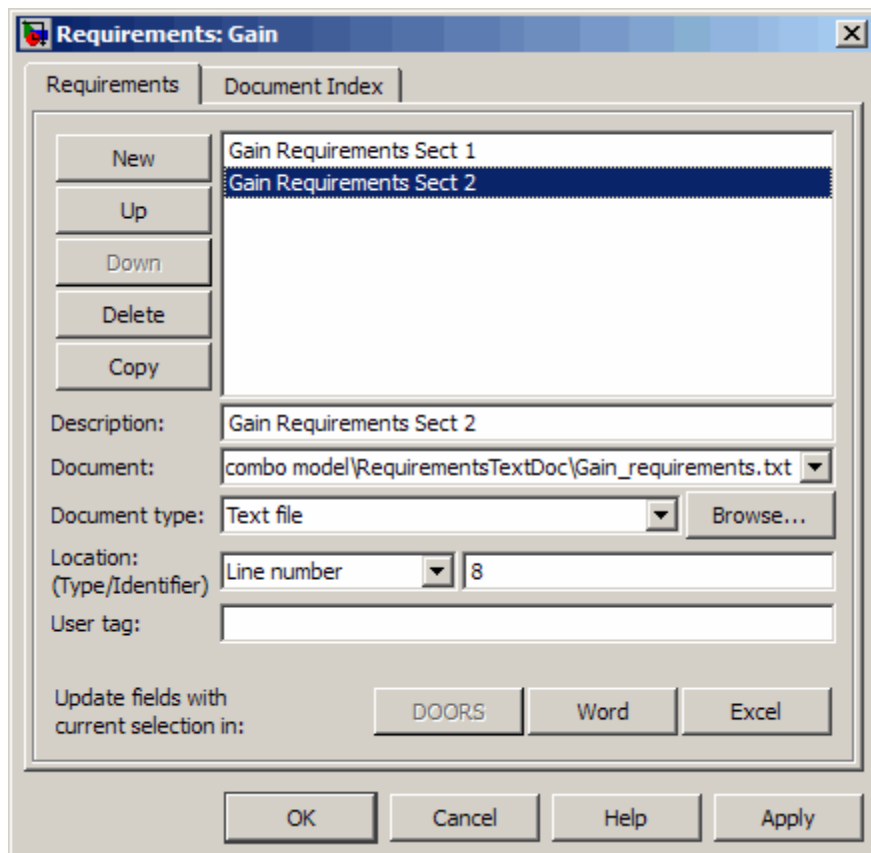 Requirements: Gain
Requirements Document Index
New
Up
Down
Delete
Copy
Gain Requirements Sect 1
Gain Requirements Sect 2
Description: Gain Requirements Sect 2
Document: combo model\RequirementsTextDoc\Gain_requirements.txt
Document type: Text file Browse...
Location:
(Type/Identifier) Line number 8
User tag:
Update fields with
current selection in: DOORS Word Excel
OK Cancel Help Apply